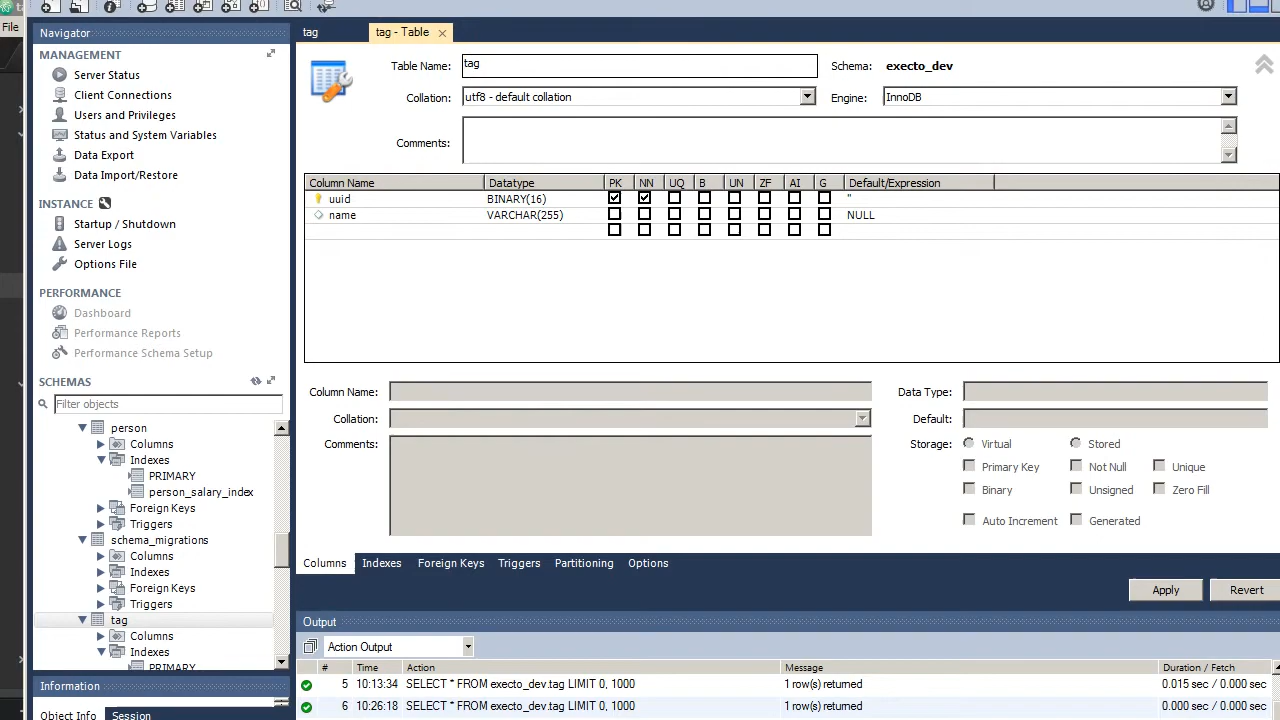 File
Navigator
MANAGEMENT
Server Status
Client Connections
Users and Privileges
Status and System Variables
Data Export
Data Import/Restore
INSTANCE
Startup / Shutdown
Server Logs
Options File
PERFORMANCE
Dashboard
Performance Reports
Performance Schema Setup
SCHEMAS
Filter objects
person
Columns
Indexes
PRIMARY
person_salary_index
Foreign Keys
Triggers
schema_migrations
Columns
Indexes
Foreign Keys
Triggers
tag
Columns
Indexes
PRIMARY
Information
Object Info Session
tag tag - Table
Table Name: tag Schema: execto_dev
Collation: utf8 - default collation Engine: InnoDB
Comments:
Column Name Datatype PK NN UQ B UN ZF AI G Default/Expression
uuid BINARY(16) ''
name VARCHAR(255) NULL
Column Name: Data Type:
Collation: Default:
Comments: Storage: Virtual Stored
Primary Key Not Null Unique
Binary Unsigned Zero Fill
Auto Increment Generated
Columns Indexes Foreign Keys Triggers Partitioning Options
Apply Revert
Output
Action Output
# Time Action Message Duration / Fetch
5 10:13:34 SELECT * FROM execto_dev.tag LIMIT 0, 1000 1 row(s) returned 0.015 sec / 0.000 sec
6 10:26:18 SELECT * FROM execto_dev.tag LIMIT 0, 1000 1 row(s) returned 0.000 sec / 0.000 sec